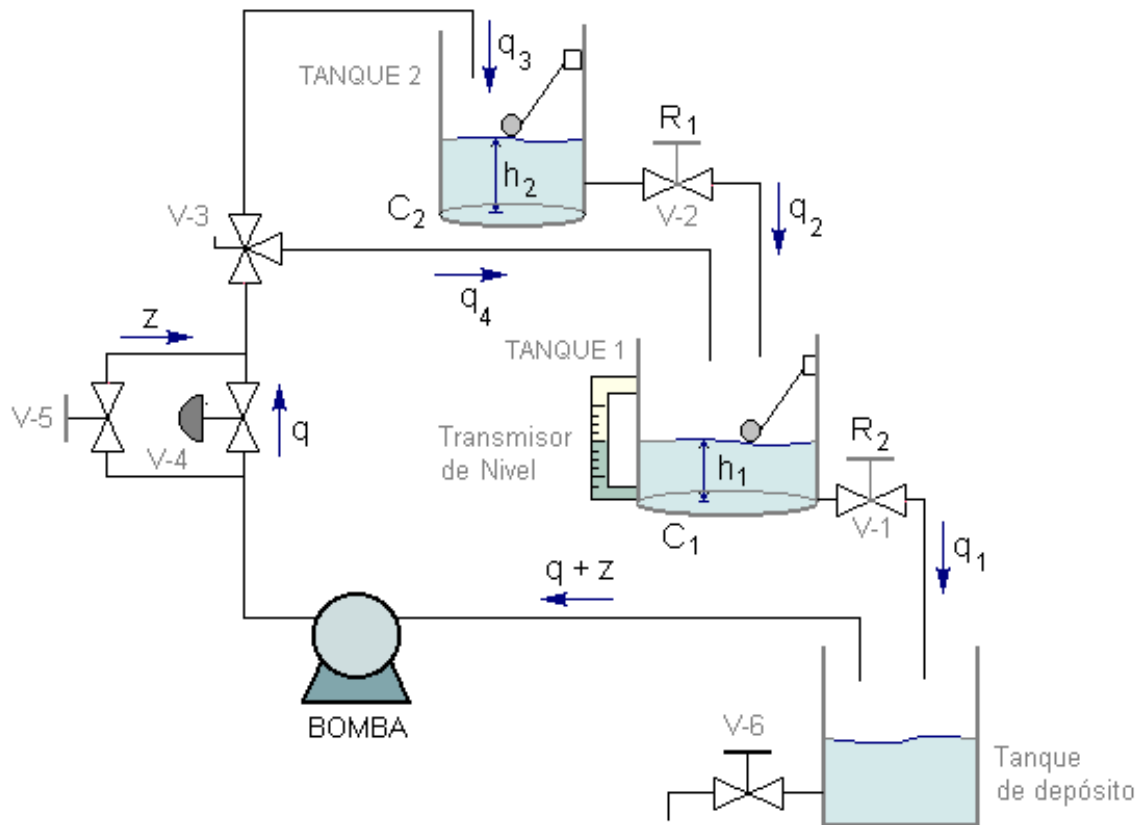 q3
TANQUE 2
R1
h2
V-3
C2
V-2
q2
q4
z
TANQUE 1
V-5
V-4
q
Transmisor
de Nivel
R2
h1
V-1
C1
q1
q + z
BOMBA
V-6
Tanque
de depósito